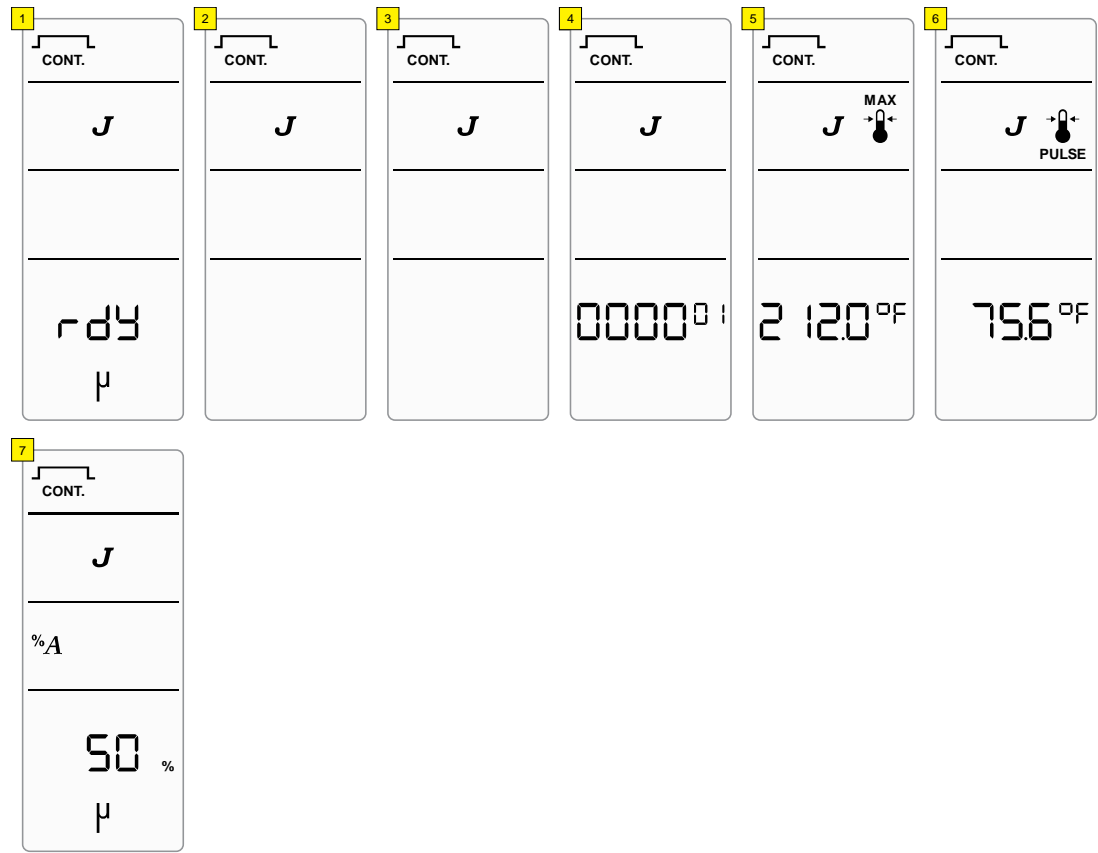 1
CONT.
J
rdy
µ
2
CONT.
J
3
CONT.
J
4
CONT.
J
000001
5
CONT.
MAX
J
212.0°F
6
CONT.
J
PULSE
75.6°F
7
CONT.
J
%A
50 %
µ